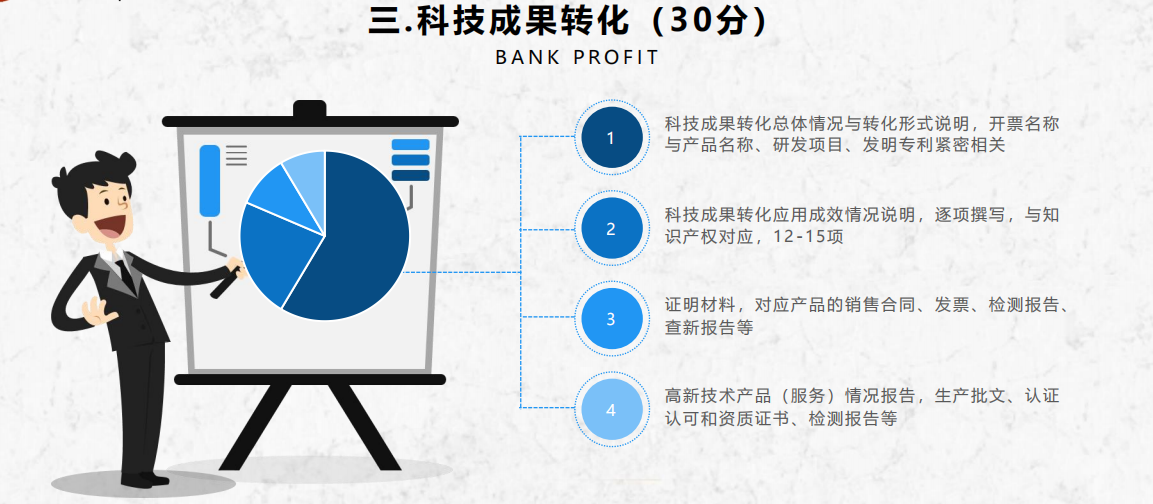 三.科技成果转化（30分）
BANK PROFIT
1
科技成果转化总体情况与转化形式说明，开票名称
与产品名称、研发项目、发明专利紧密相关
2
科技成果转化应用成效情况说明，逐项撰写，与知
识产权对应，12-15项
3
证明材料，对应产品的销售合同、发票、检测报告、
查新报告等
4
高新技术产品（服务）情况报告，生产批文、认证
认可和资质证书、检测报告等